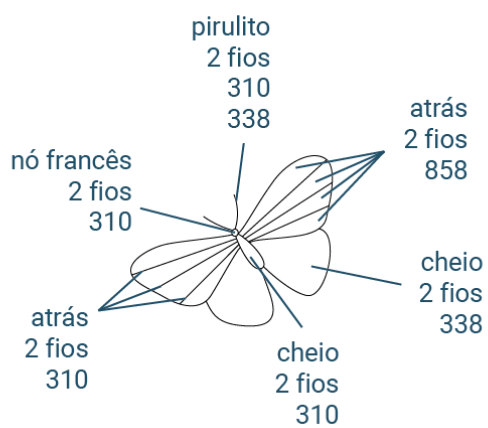 pirulito
2 fios
310
338
atrás
2 fios
858
nó francês
2 fios
310
cheio
2 fios
338
atrás
2 fios
310
cheio
2 fios
310